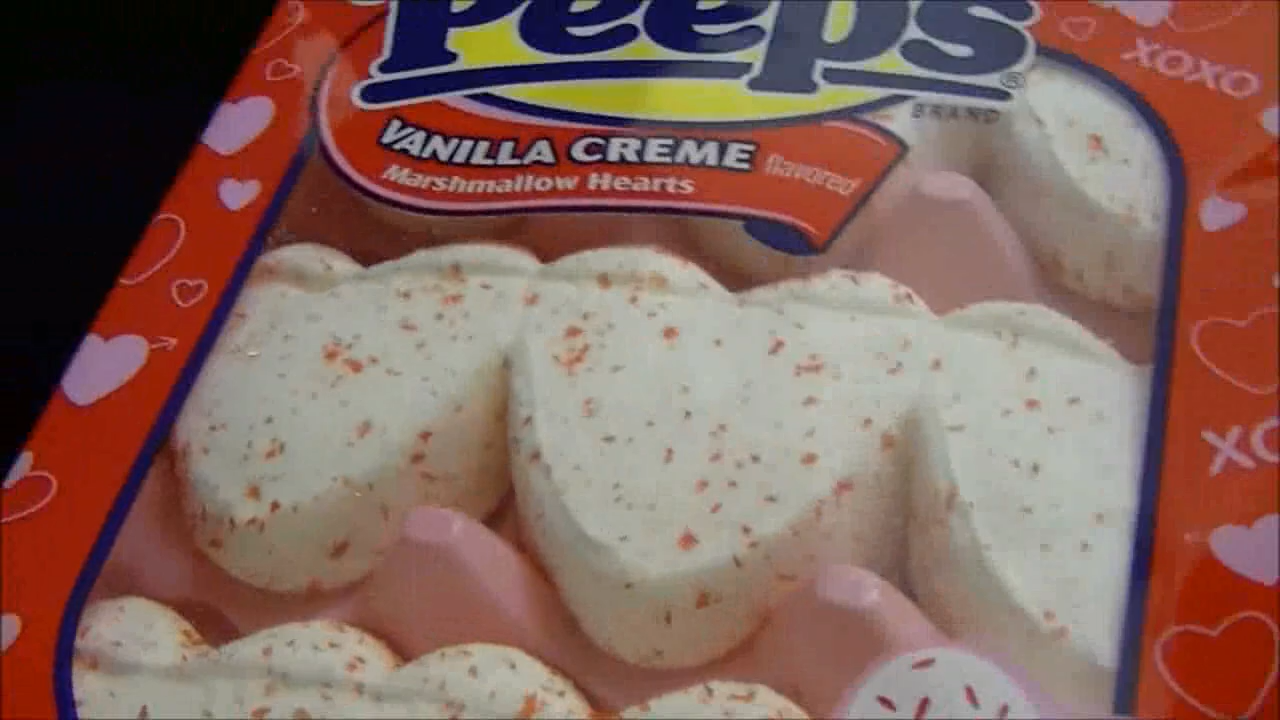 Peeps®
BRAND
VANILLA CREME flavored
Marshmallow Hearts
XOXO
XO